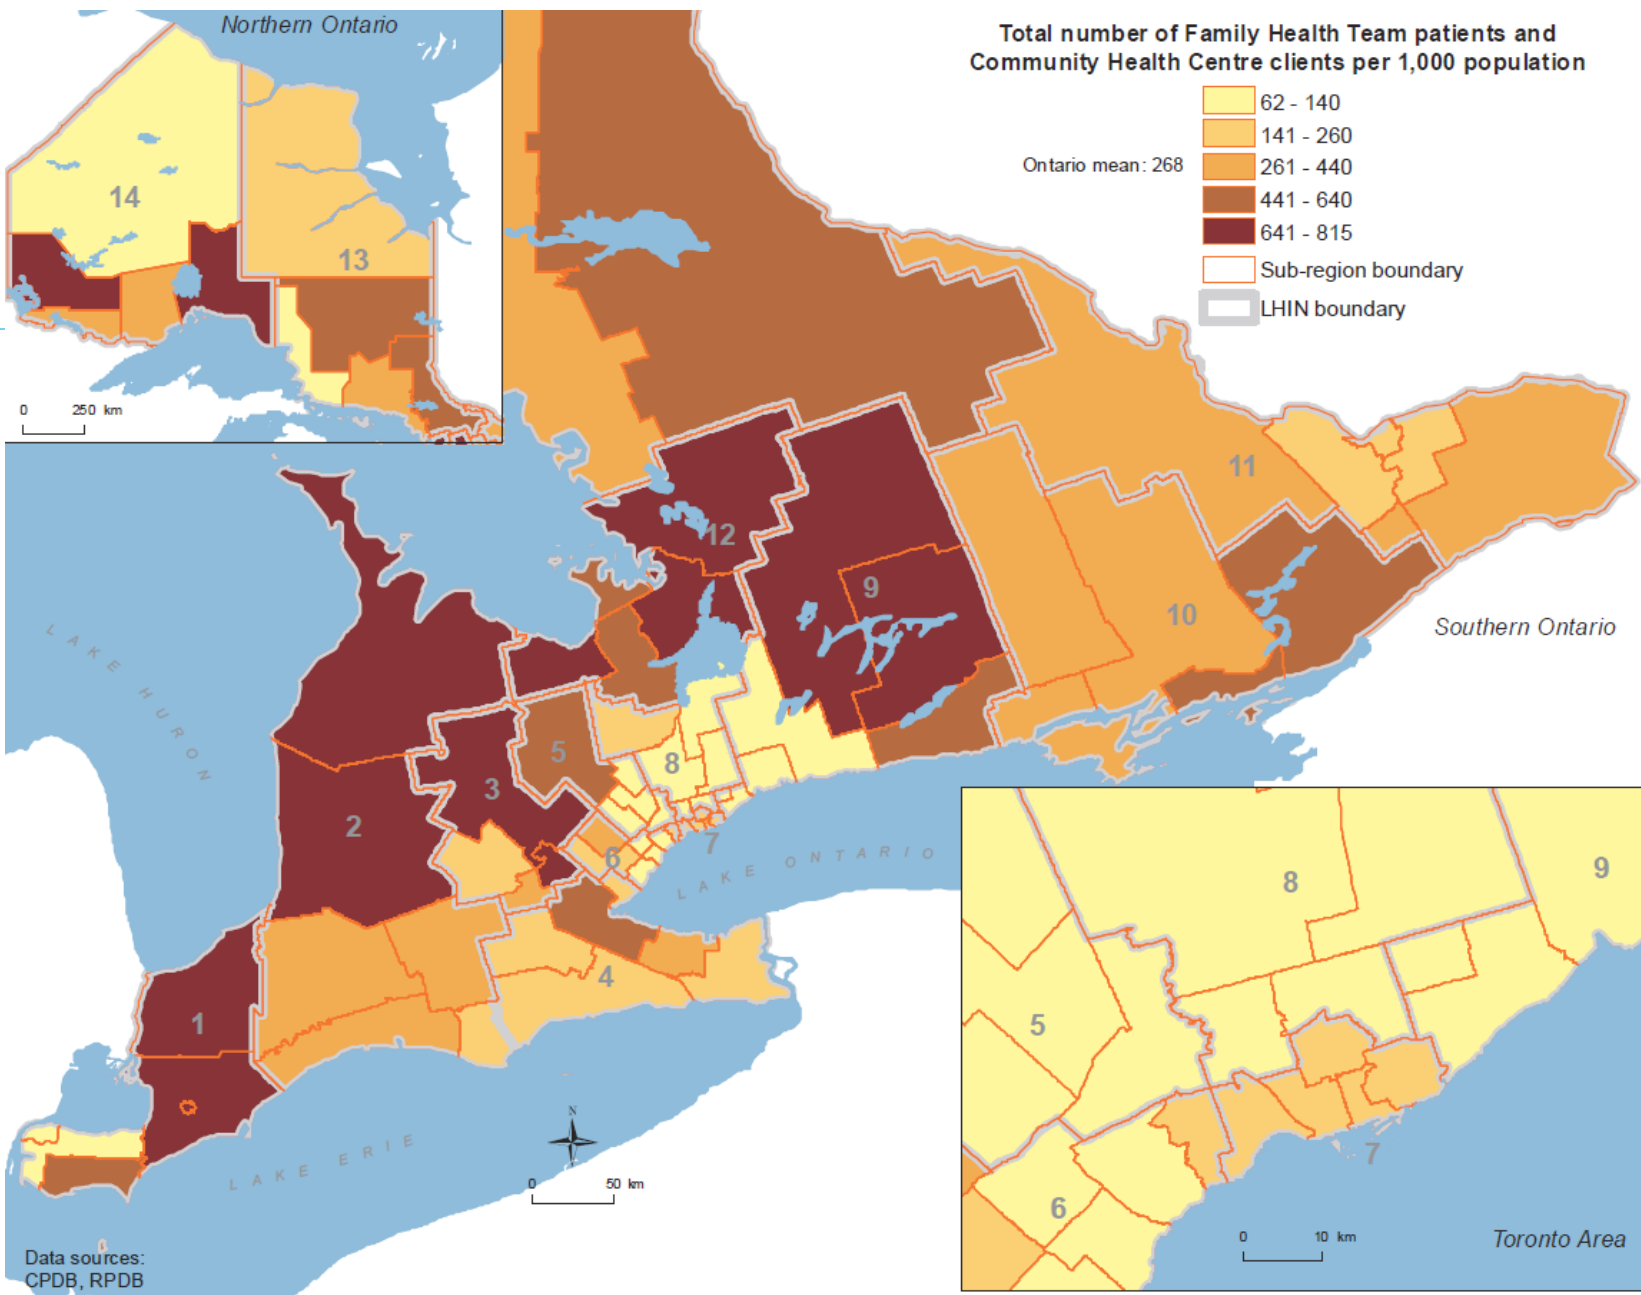 Northern Ontario
14
13
0 250 km
Total number of Family Health Team patients and
Community Health Centre clients per 1,000 population
62 - 140
141 - 260
Ontario mean: 268
261 - 440
441 - 640
641 - 815
Sub-region boundary
LHIN boundary
11
12
9
10
Southern Ontario
LAKE HURON
5
8
3
2
7
6
LAKE ONTARIO
4
1
N
LAKE ERIE
0 50 km
Data sources:
CPDB, RPDB
8
9
5
7
6
0 10 km
Toronto Area